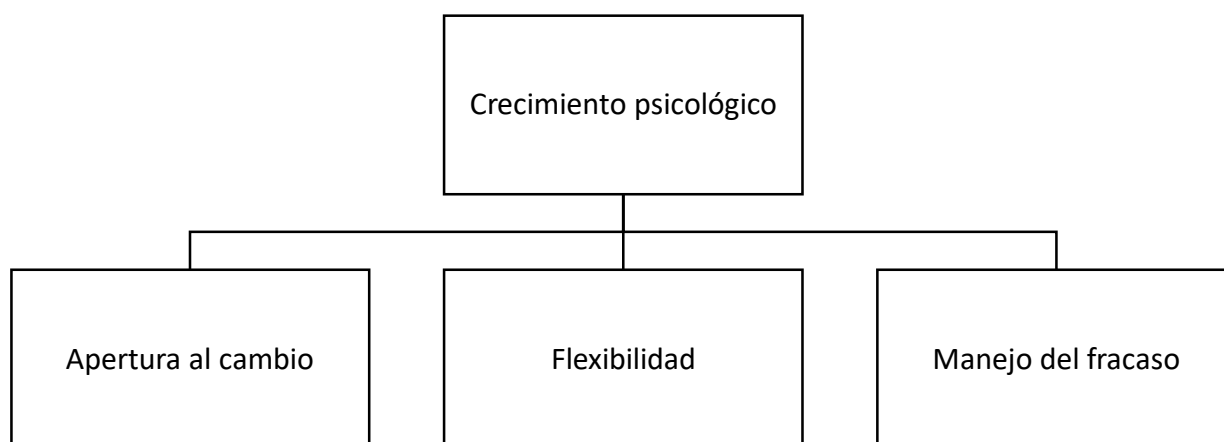 Crecimiento psicológico
Apertura al cambio
Flexibilidad
Manejo del fracaso